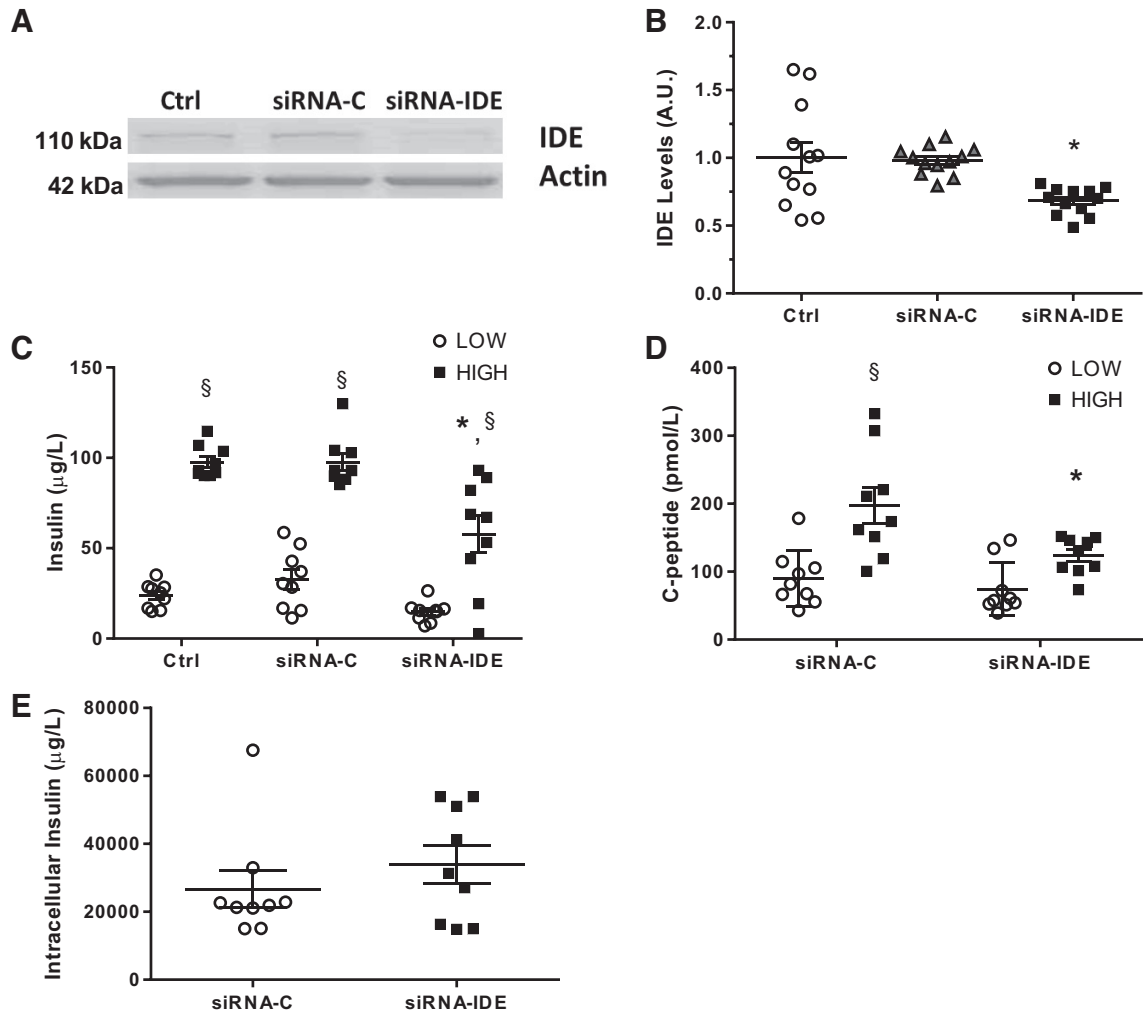 A
Ctrl siRNA-C siRNA-IDE
110 kDa IDE
42 kDa Actin
B
IDE Levels (A.U.)
2.0
1.5
1.0
0.5
0.0
*
Ctrl siRNA-C siRNA-IDE
C
LOW
HIGH
Insulin (μg/L)
150
100
50
0
§ § *, §
Ctrl siRNA-C siRNA-IDE
D
LOW
HIGH
C-peptide (pmol/L)
400
300
200
100
0
§ *
siRNA-C siRNA-IDE
E
Intracellular Insulin (μg/L)
80000
60000
40000
20000
0
siRNA-C siRNA-IDE